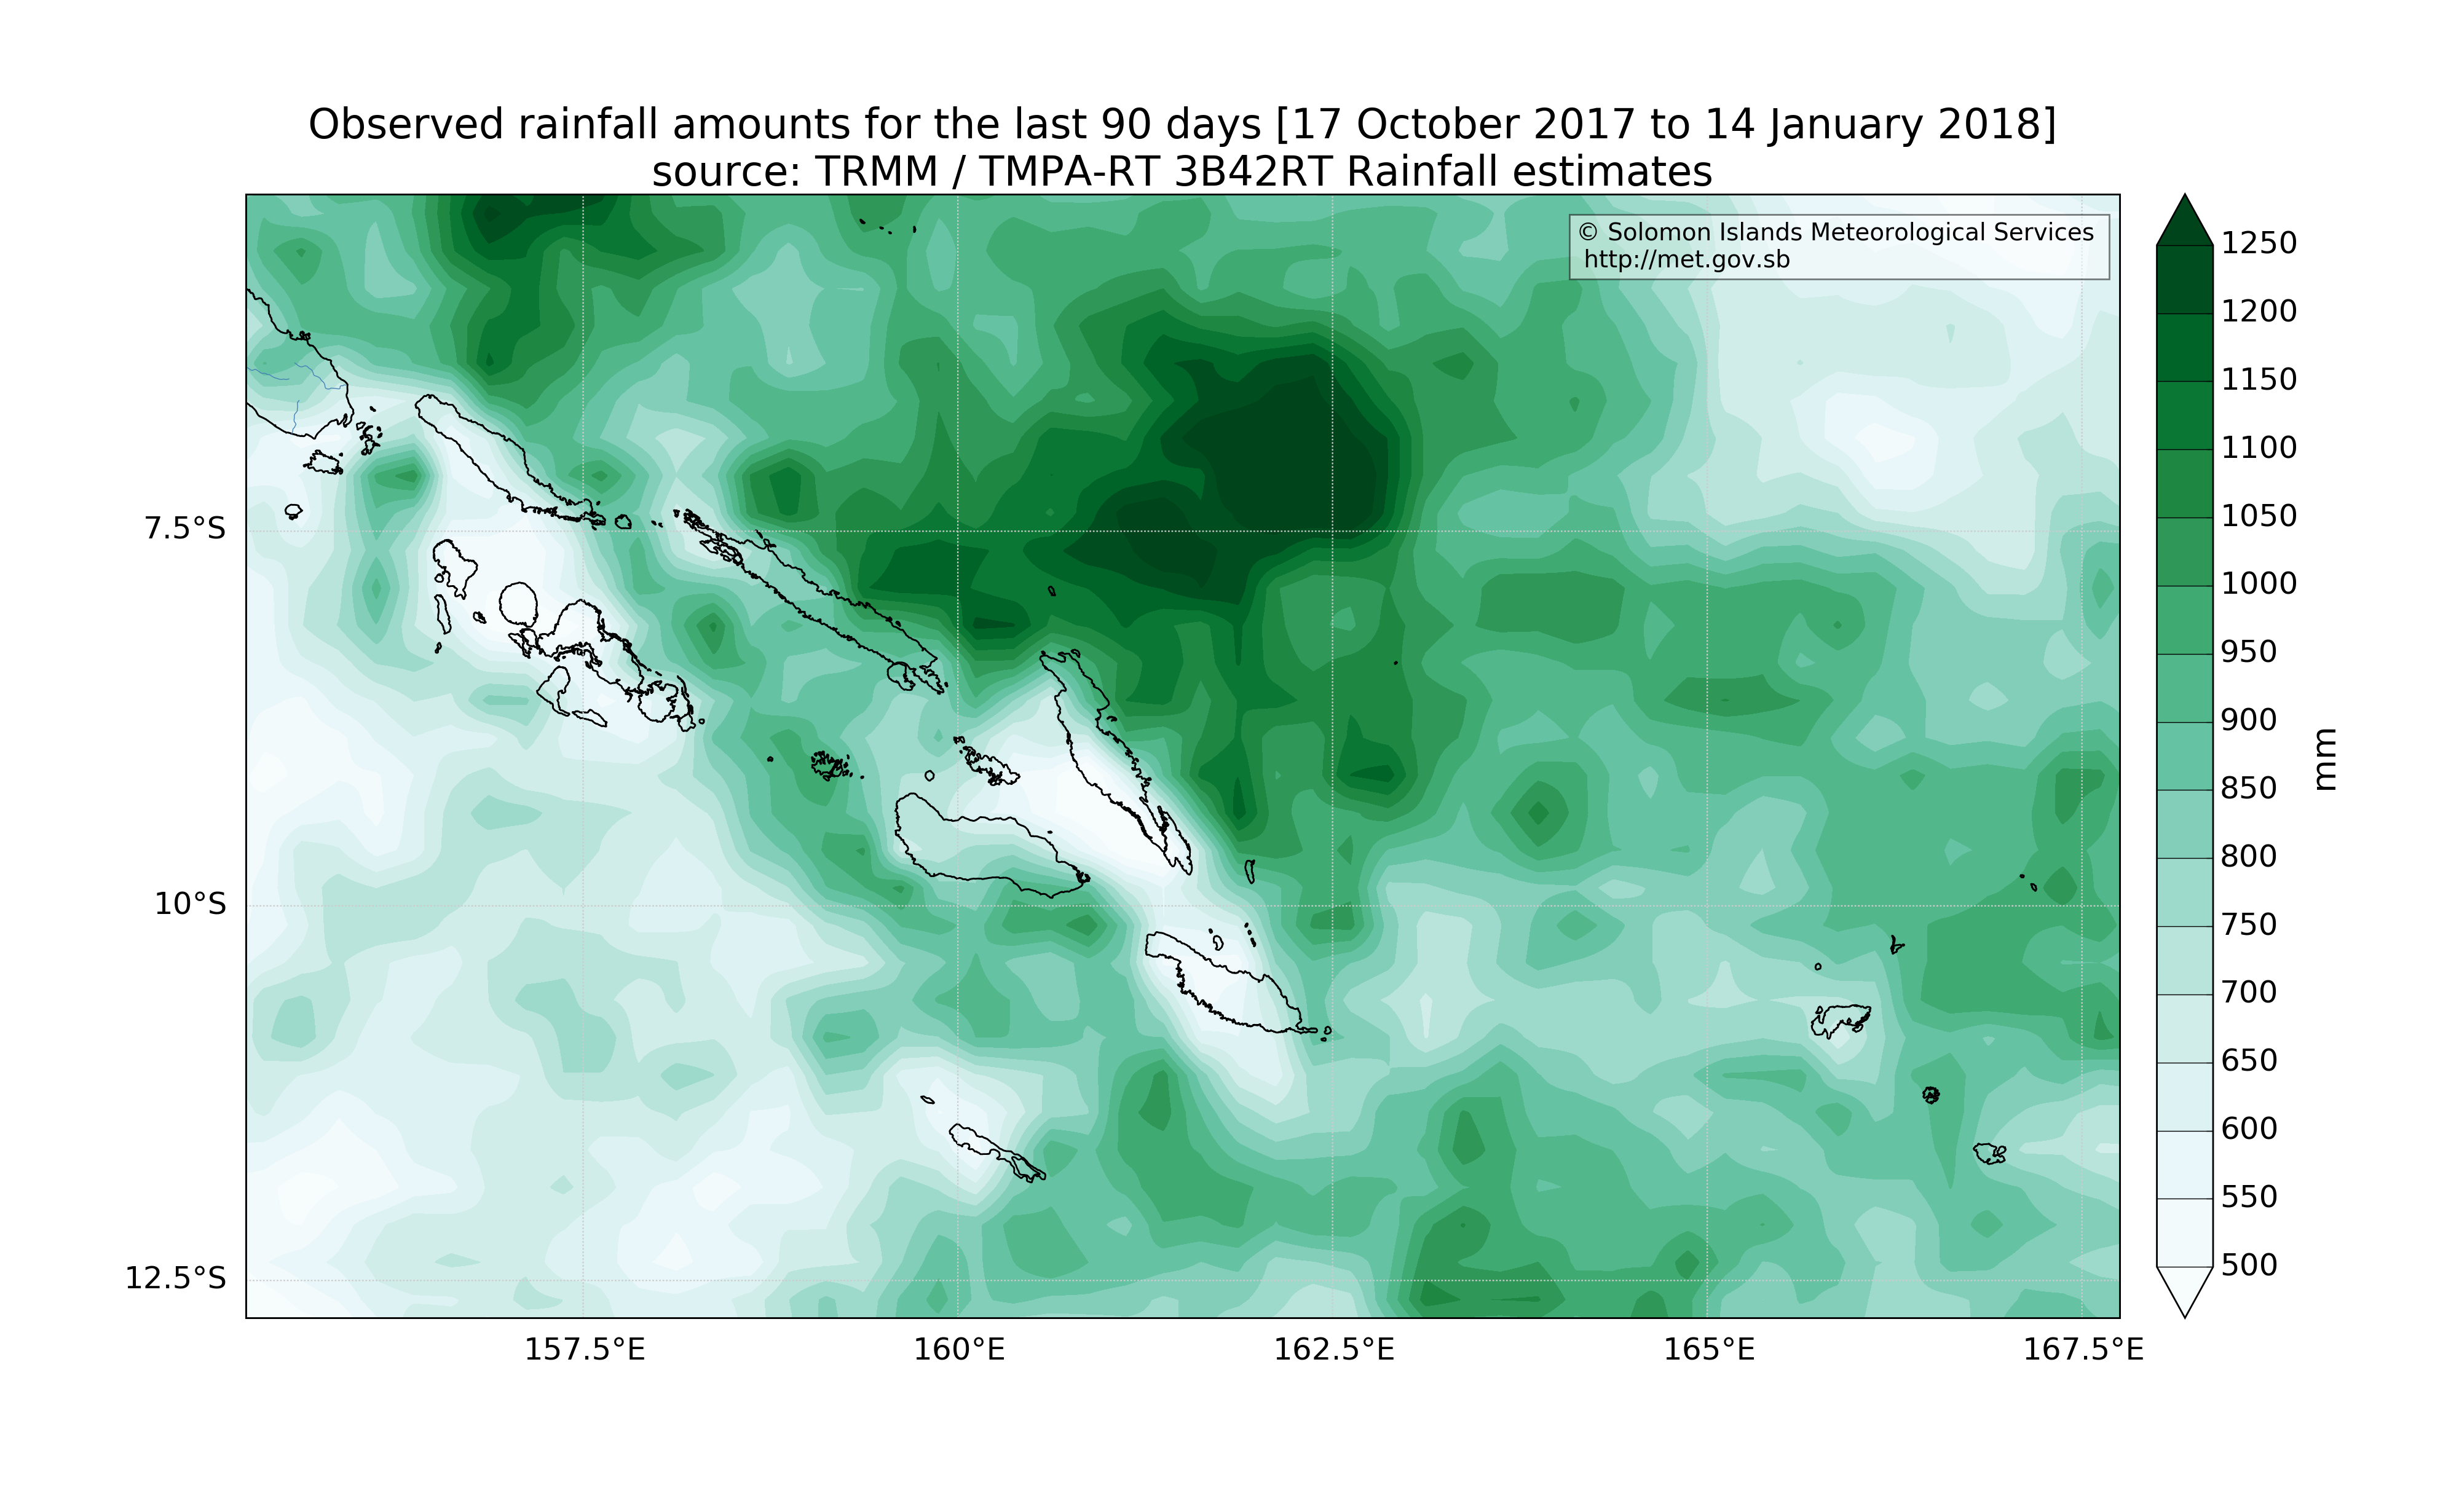 Observed rainfall amounts for the last 90 days [17 October 2017 to 14 January 2018]
source: TRMM / TMPA-RT 3B42RT Rainfall estimates
© Solomon Islands Meteorological Services
http://met.gov.sb
7.5°S
10°S
12.5°S
157.5°E
160°E
162.5°E
165°E
167.5°E
1250
1200
1150
1100
1050
1000
950
900
850
800
750
700
650
600
550
500
mm